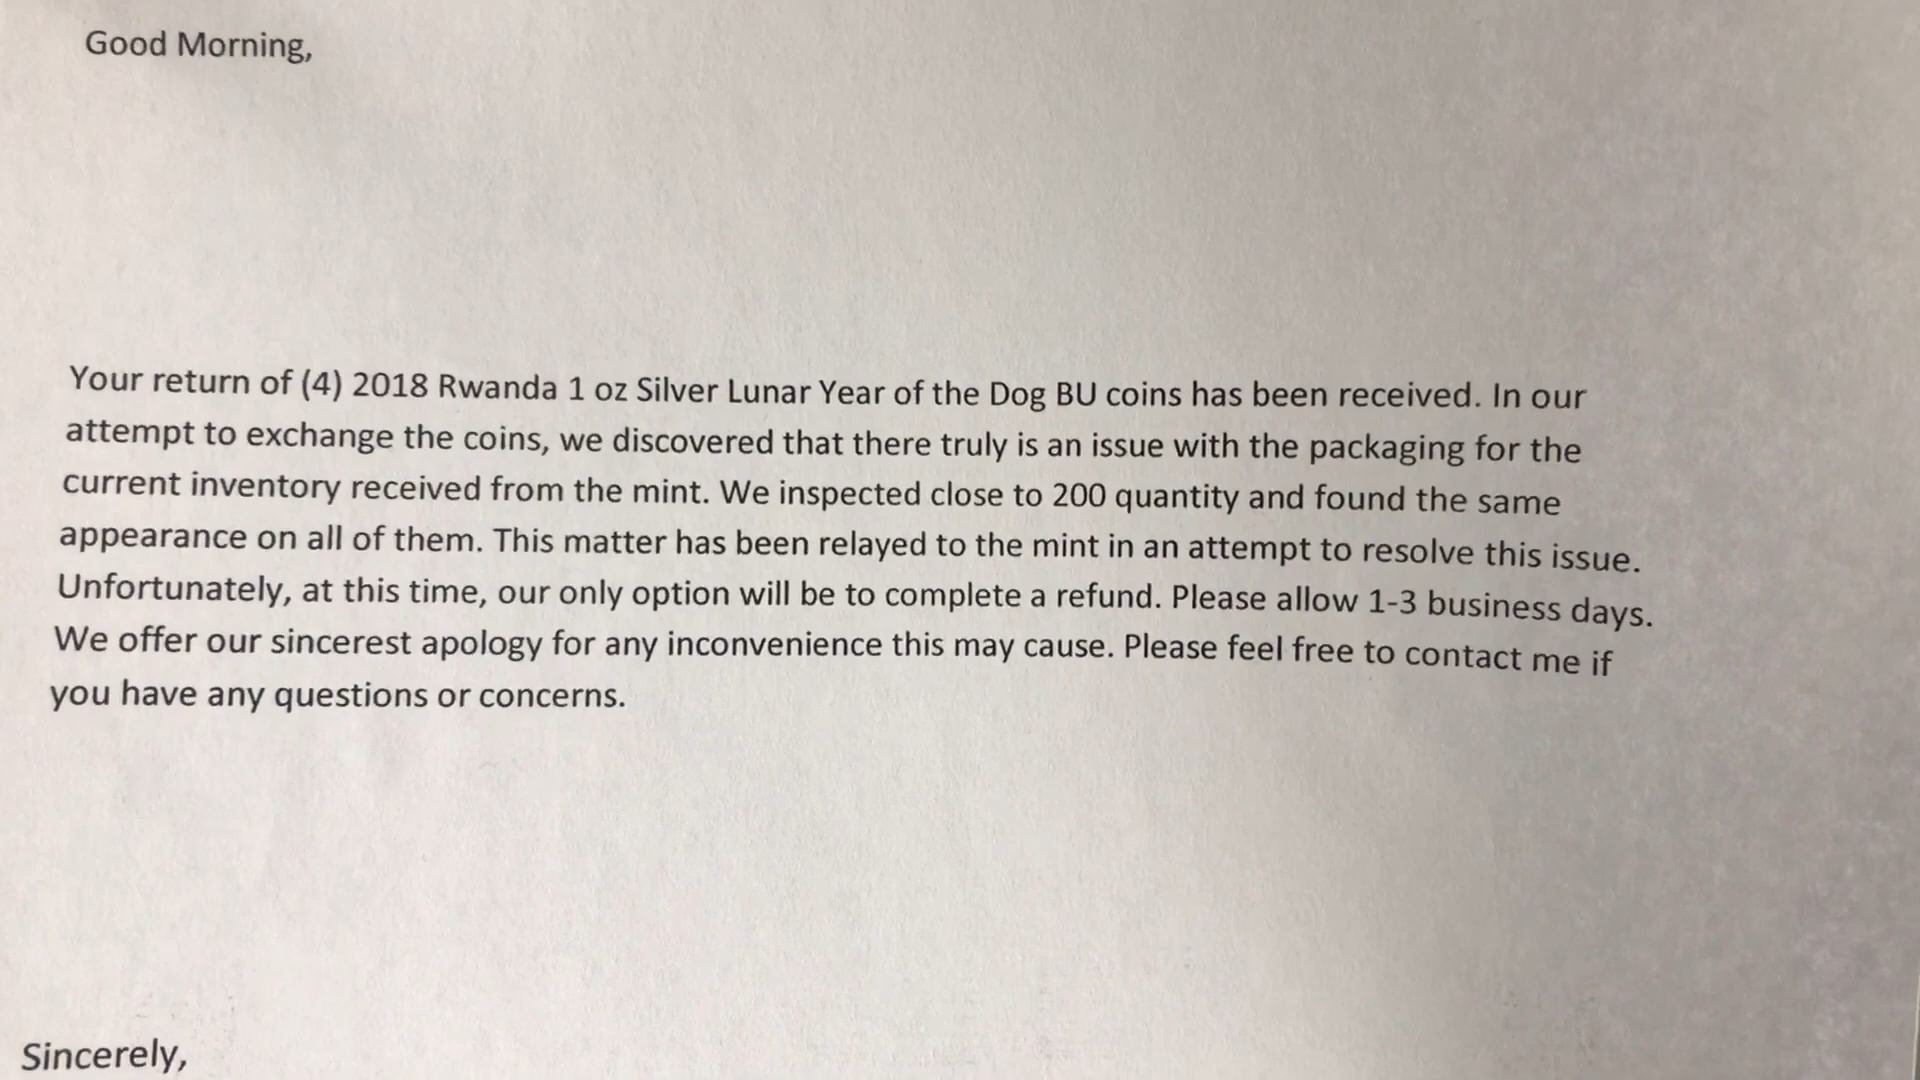 Good Morning,
Your return of (4) 2018 Rwanda 1 oz Silver Lunar Year of the Dog BU coins has been received. In our
attempt to exchange the coins, we discovered that there truly is an issue with the packaging for the
current inventory received from the mint. We inspected close to 200 quantity and found the same
appearance on all of them. This matter has been relayed to the mint in an attempt to resolve this issue.
Unfortunately, at this time, our only option will be to complete a refund. Please allow 1-3 business days.
We offer our sincerest apology for any inconvenience this may cause. Please feel free to contact me if
you have any questions or concerns.
Sincerely,